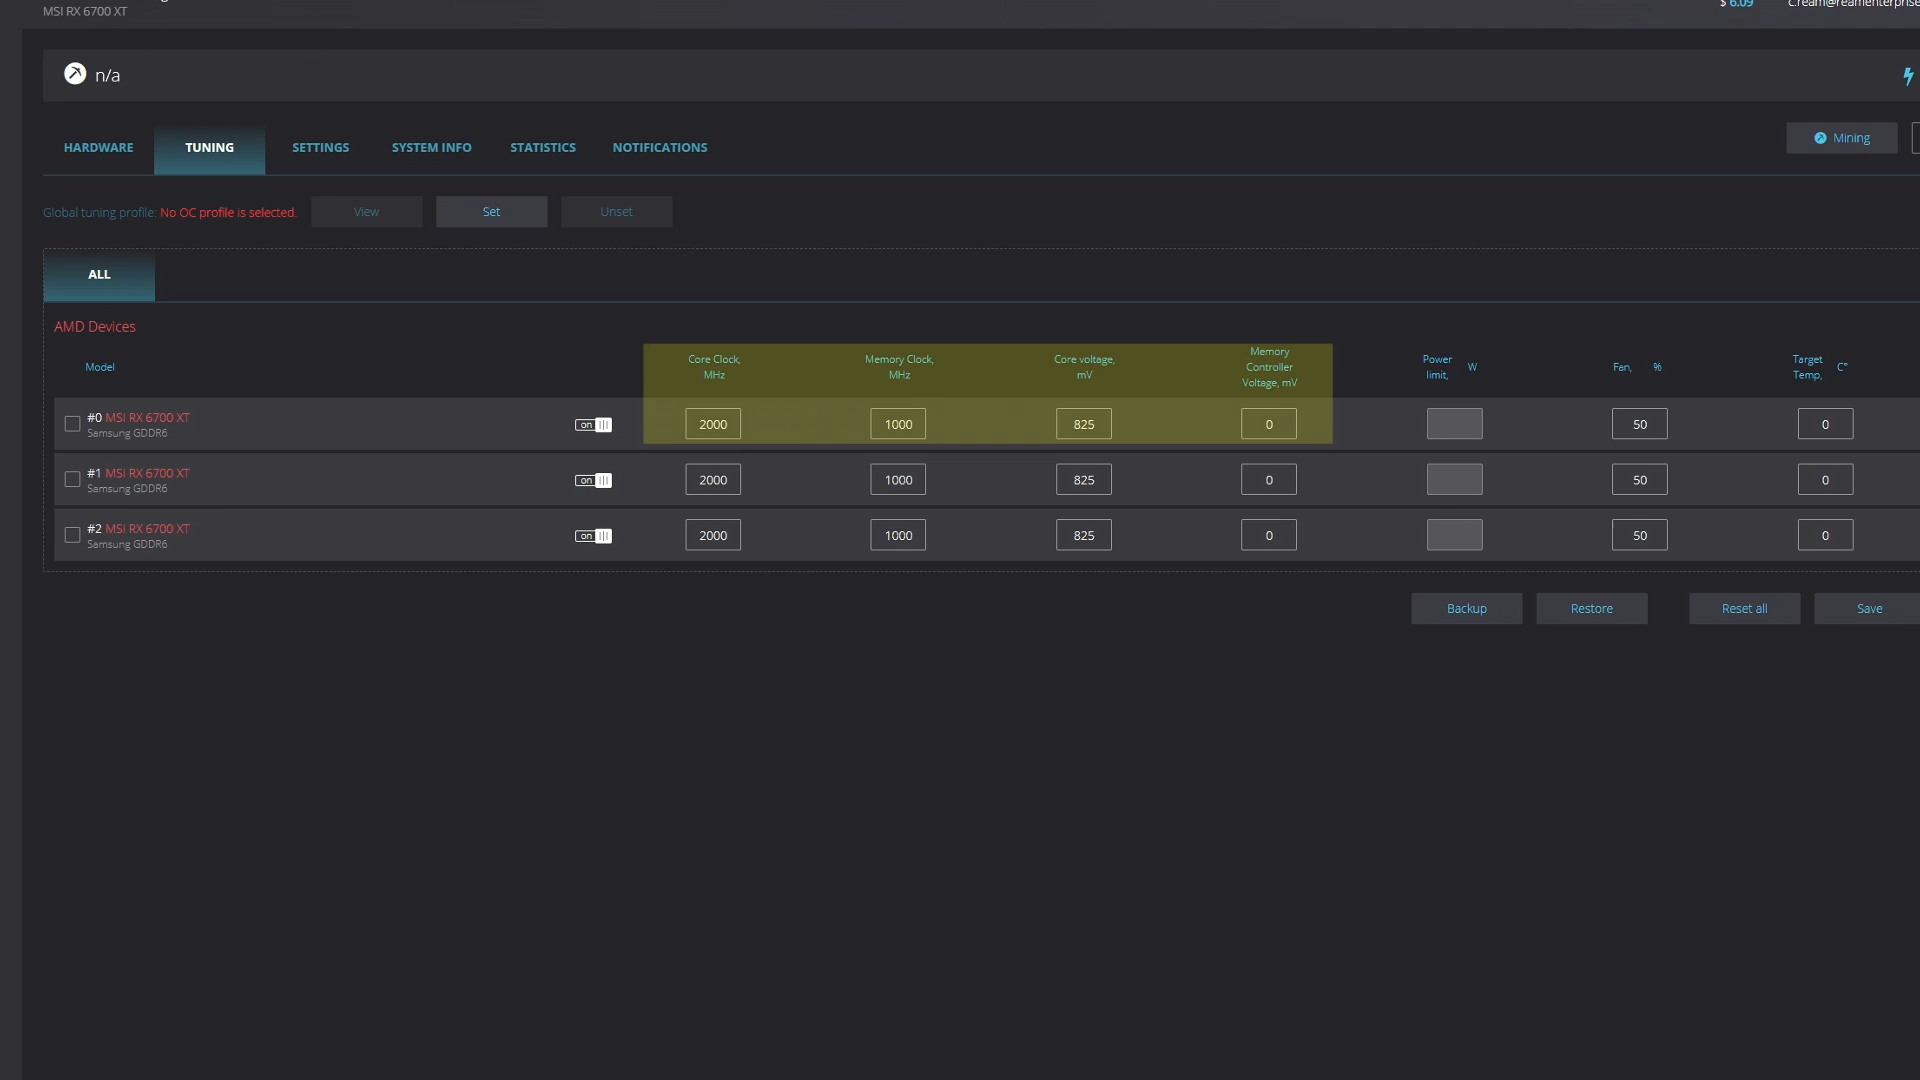 MSI RX 6700 XT
$ 6.09
n/a
HARDWARE TUNING SETTINGS SYSTEM INFO STATISTICS NOTIFICATIONS
Mining
Global tuning profile: No OC profile is selected. View Set Unset
ALL
AMD Devices
Model
Core Clock,
MHz
Memory Clock,
MHz
Core voltage,
mV
Memory
Controller
Voltage, mV
Power
limit, W
Fan, %
Target
Temp, C°
#0 MSI RX 6700 XT
Samsung GDDR6
on 2000 1000 825 0 50 0
#1 MSI RX 6700 XT
Samsung GDDR6
on 2000 1000 825 0 50 0
#2 MSI RX 6700 XT
Samsung GDDR6
on 2000 1000 825 0 50 0
Backup Restore Reset all Save